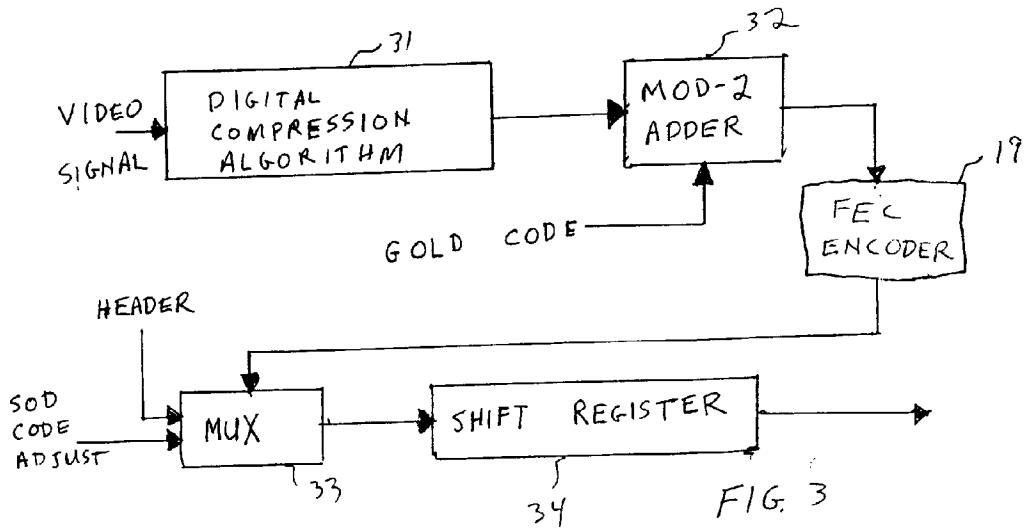 31
VIDEO
SIGNAL
DIGITAL
COMPRESSION
ALGORITHM
32
MOD-2
ADDER
19
FEC
ENCODER
GOLD CODE
HEADER
SOD
CODE
ADJUST
MUX
33
SHIFT REGISTER
34
FIG. 3